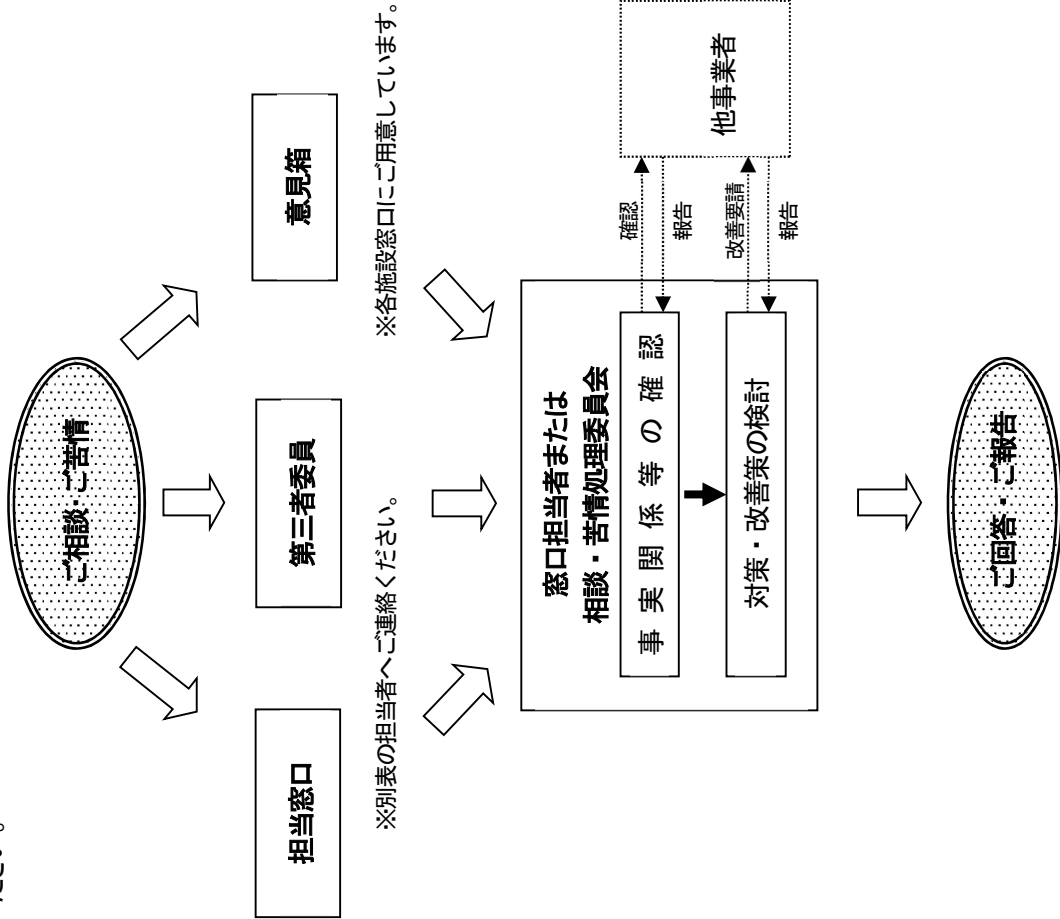 ださい。
ご相談・ご苦情
担当窓口
第三者委員
意見箱
※別表の担当者へご連絡ください。
※各施設窓口にご用意しています。
窓口担当者または
相談・苦情処理委員会
事実関係等の確認
対策・改善策の検討
確認
報告
改善要請
報告
他事業者
ご回答・ご報告